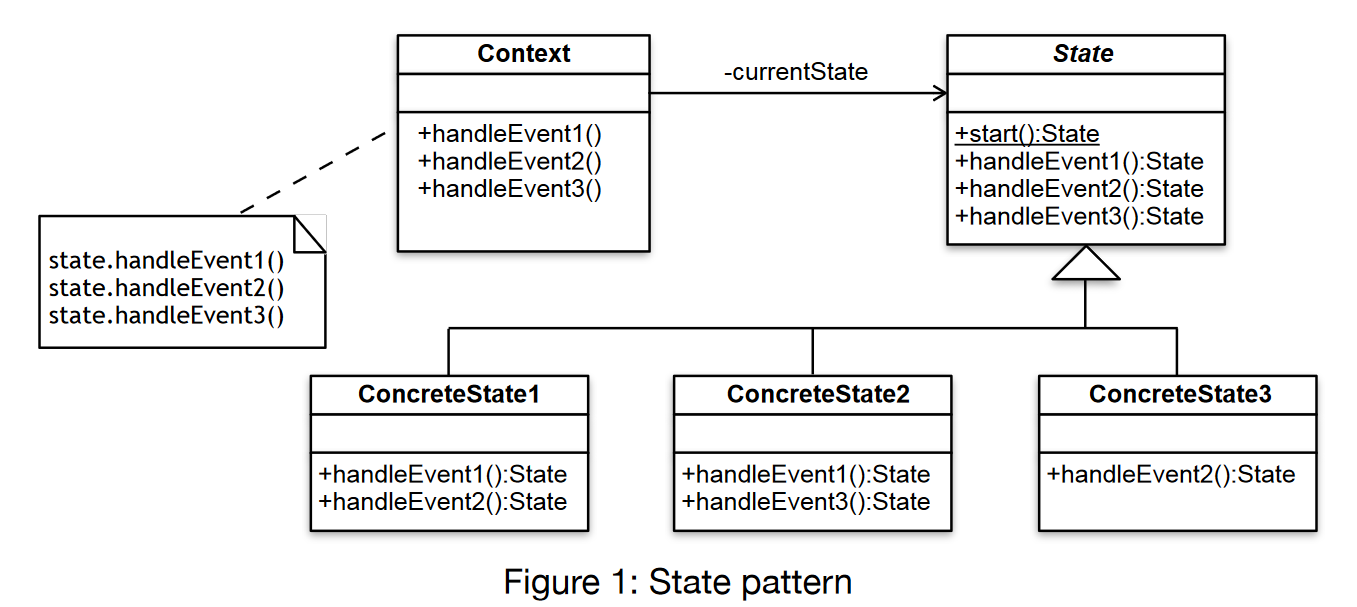 Context
+handleEvent1()
+handleEvent2()
+handleEvent3()
-currentState
State
+start():State
+handleEvent1():State
+handleEvent2():State
+handleEvent3():State
state.handleEvent1()
state.handleEvent2()
state.handleEvent3()
ConcreteState1
+handleEvent1():State
+handleEvent2():State
ConcreteState2
+handleEvent1():State
+handleEvent3():State
ConcreteState3
+handleEvent2():State
Figure 1: State pattern